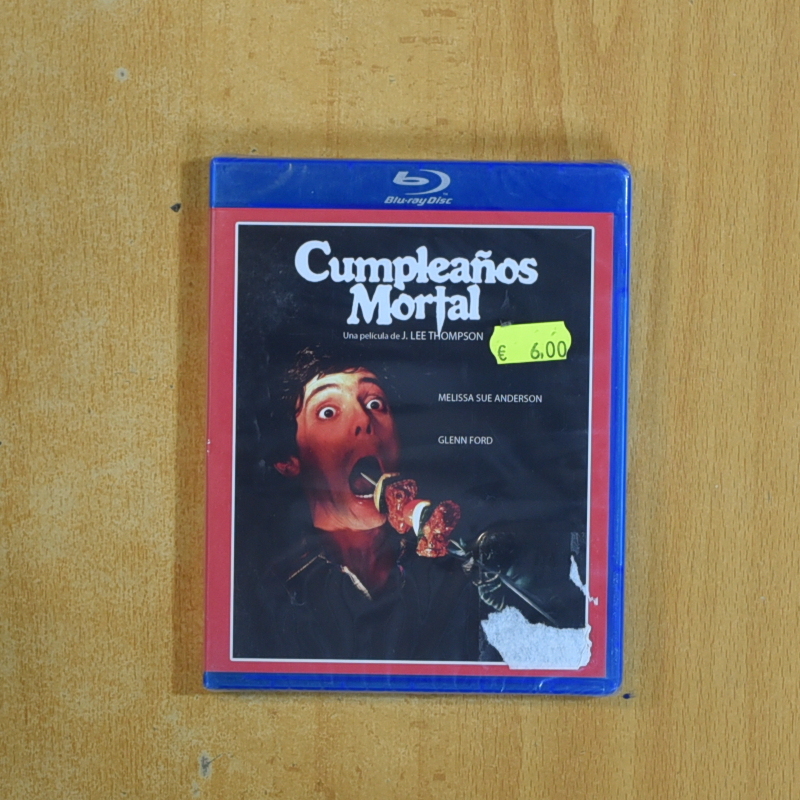 Blu-ray Disc
Cumpleaños
Mortal
Una película de J. LEE THOMPSON
€ 6,00
MELISSA SUE ANDERSON
GLENN FORD